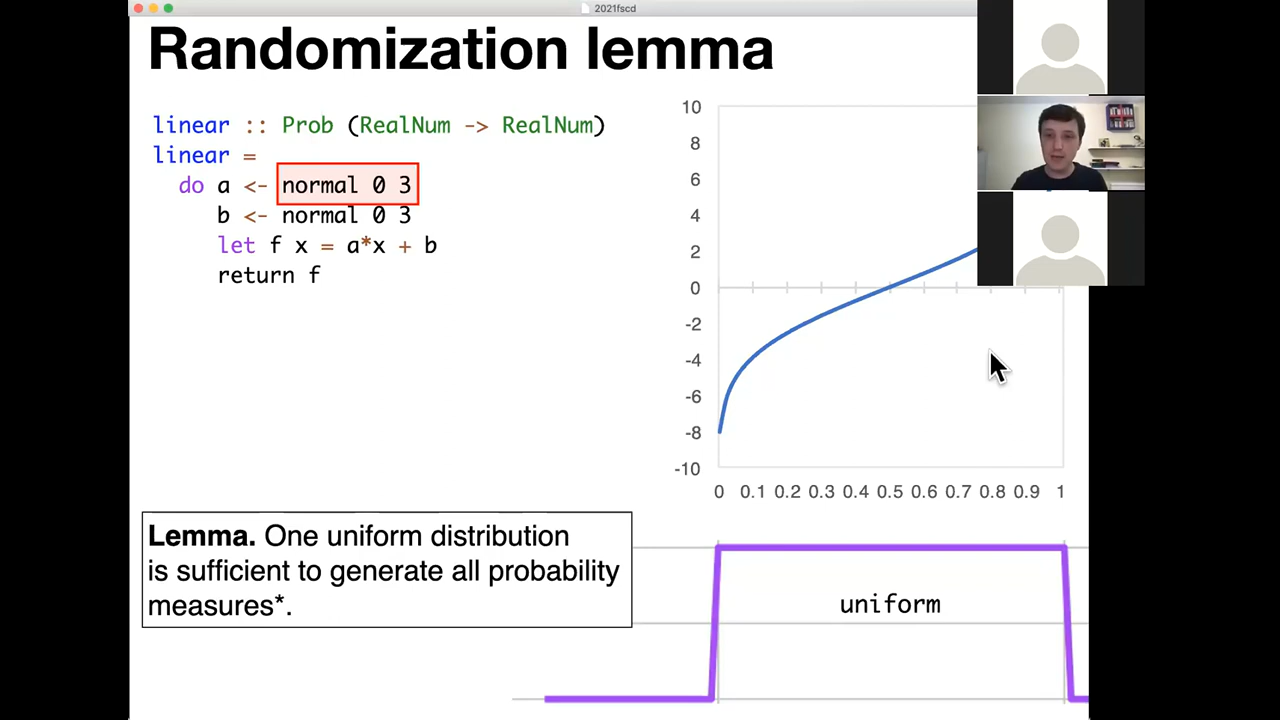 2021fscd
Randomization lemma
linear :: Prob (RealNum -> RealNum)
linear =
do a <- normal 0 3
b <- normal 0 3
let f x = a*x + b
return f
10
8
6
4
2
0
-2
-4
-6
-8
-10
0 0.1 0.2 0.3 0.4 0.5 0.6 0.7 0.8 0.9 1
Lemma. One uniform distribution
is sufficient to generate all probability
measures*.
uniform